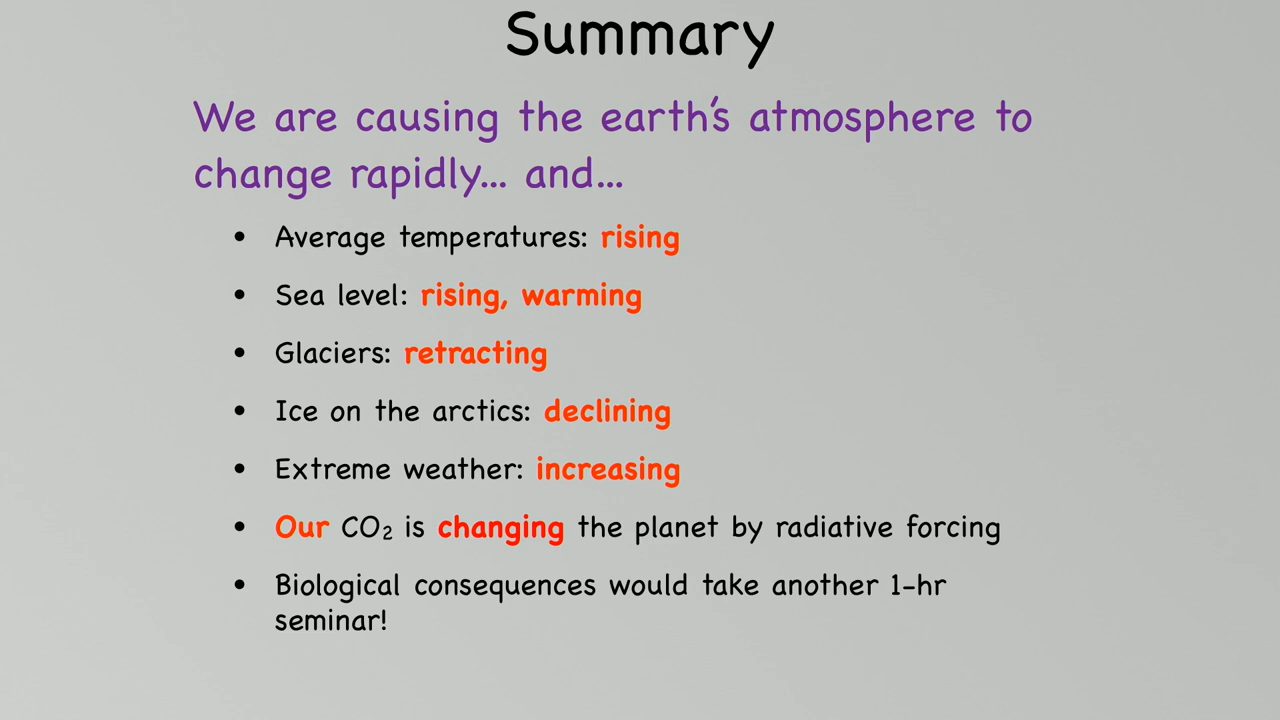 Summary
We are causing the earth's atmosphere to
change rapidly... and...
• Average temperatures: rising
• Sea level: rising, warming
• Glaciers: retracting
• Ice on the arctics: declining
• Extreme weather: increasing
• Our CO₂ is changing the planet by radiative forcing
• Biological consequences would take another 1-hr
seminar!